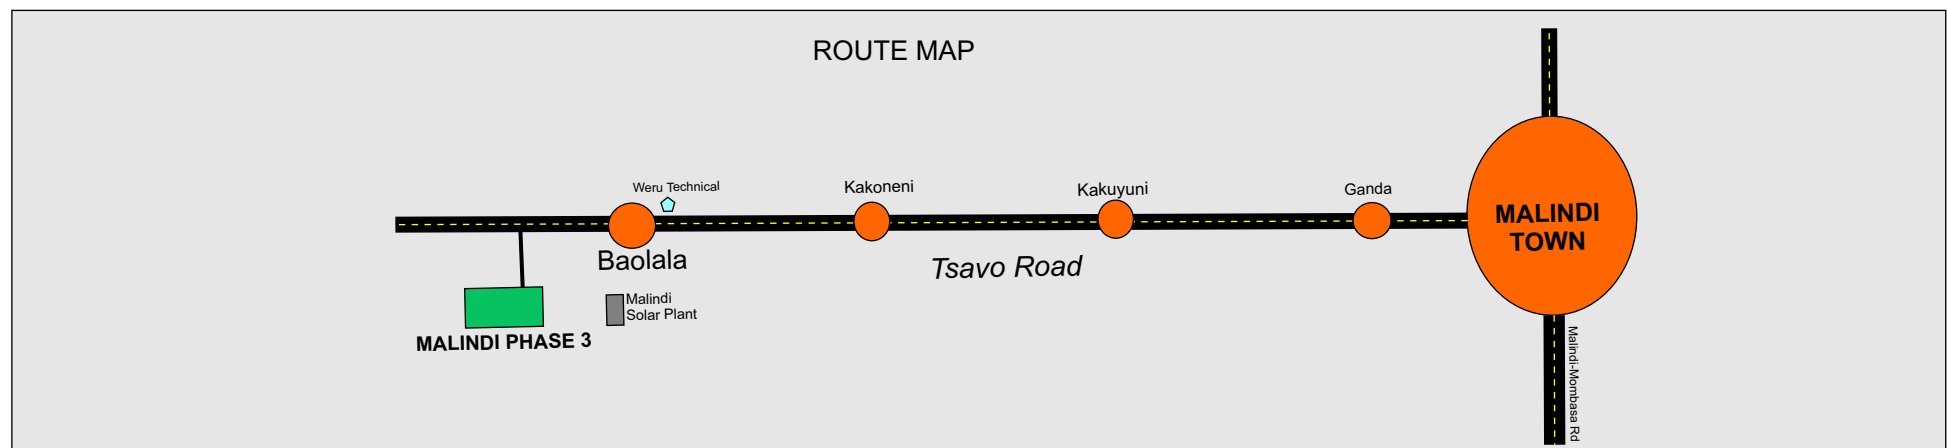 ROUTE MAP
Weru Technical
Kakoneni
Kakuyuni
Ganda
MALINDI
TOWN
Baolala
Tsavo Road
Malindi
Solar Plant
MALINDI PHASE 3
Malindi-Mombasa Rd